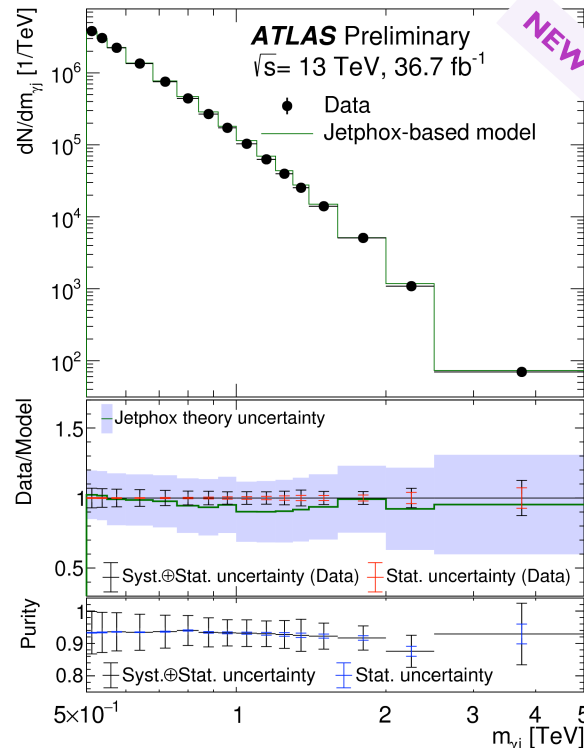 ATLAS Preliminary
√s= 13 TeV, 36.7 fb⁻¹
NEW
Data
Jetphox-based model
dN/dm_γj [1/TeV]
10⁶
10⁵
10⁴
10³
10²
Jetphox theory uncertainty
Data/Model
1.5
1
0.5
Syst.⊕Stat. uncertainty (Data)
Stat. uncertainty (Data)
Purity
1
0.9
0.8
Syst.⊕Stat. uncertainty
Stat. uncertainty
5×10⁻¹ 1 2 3 4 5
m_γj [TeV]